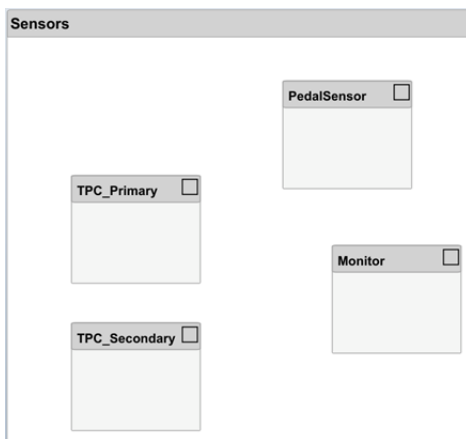 Sensors
PedalSensor
TPC_Primary
Monitor
TPC_Secondary